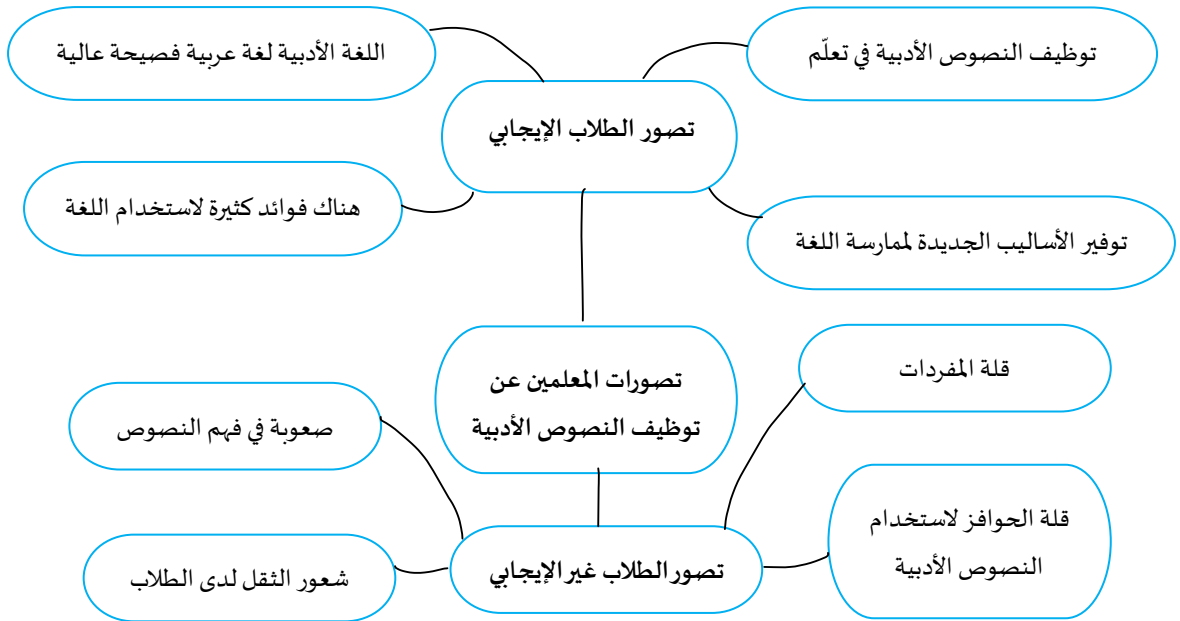 توظيف النصوص الأدبية في تعلّم
اللغة الأدبية لغة عربية فصيحة عالية
تصور الطلاب الإيجابي
هناك فوائد كثيرة لاستخدام اللغة
توفير الأساليب الجديدة لممارسة اللغة
قلة المفردات
تصورات المعلمين عن
توظيف النصوص الأدبية
صعوبة في فهم النصوص
قلة الحوافز لاستخدام
النصوص الأدبية
تصور الطلاب غير الإيجابي
شعور الثقل لدى الطلاب